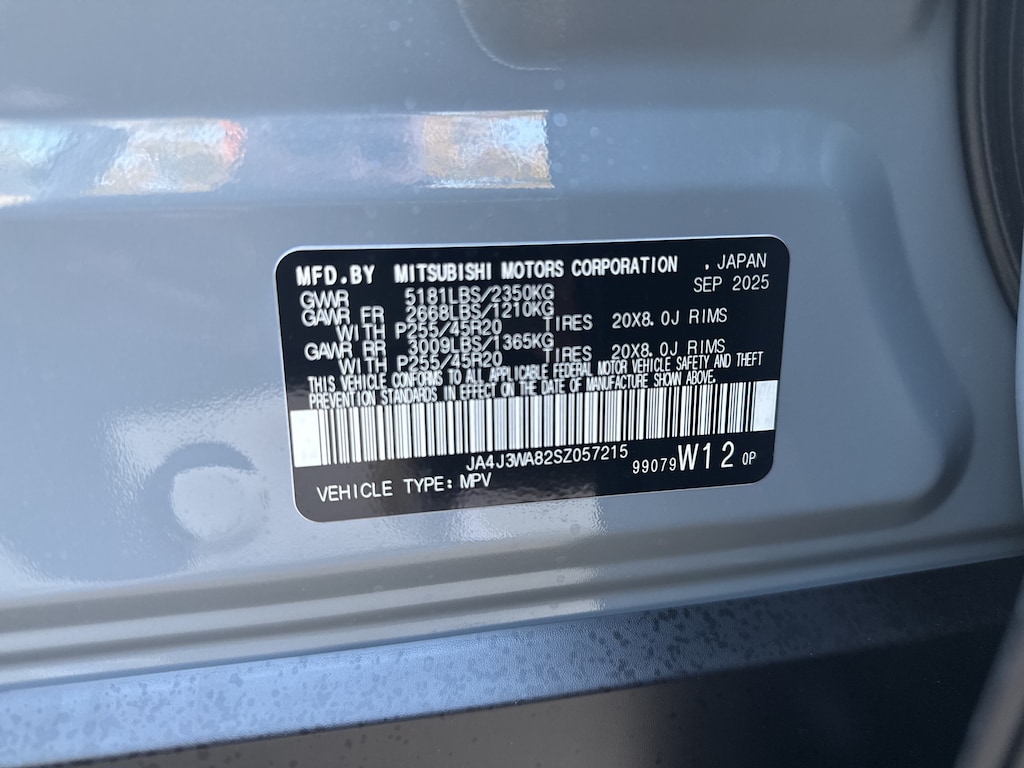 MFD.BY MITSUBISHI MOTORS CORPORATION . JAPAN
SEP 2025
GVWR 5181LBS/2350KG
GAWR FR 2668LBS/1210KG
WITH P255/45R20 TIRES 20X8.0J RIMS
GAWR RR 3009LBS/1365KG
WITH P255/45R20 TIRES 20X8.0J RIMS
THIS VEHICLE CONFORMS TO ALL APPLICABLE FEDERAL MOTOR VEHICLE SAFETY AND THEFT
PREVENTION STANDARDS IN EFFECT ON THE DATE OF MANUFACTURE SHOWN ABOVE.
JA4J3WA82SZ057215
99079 W12 0P
VEHICLE TYPE: MPV